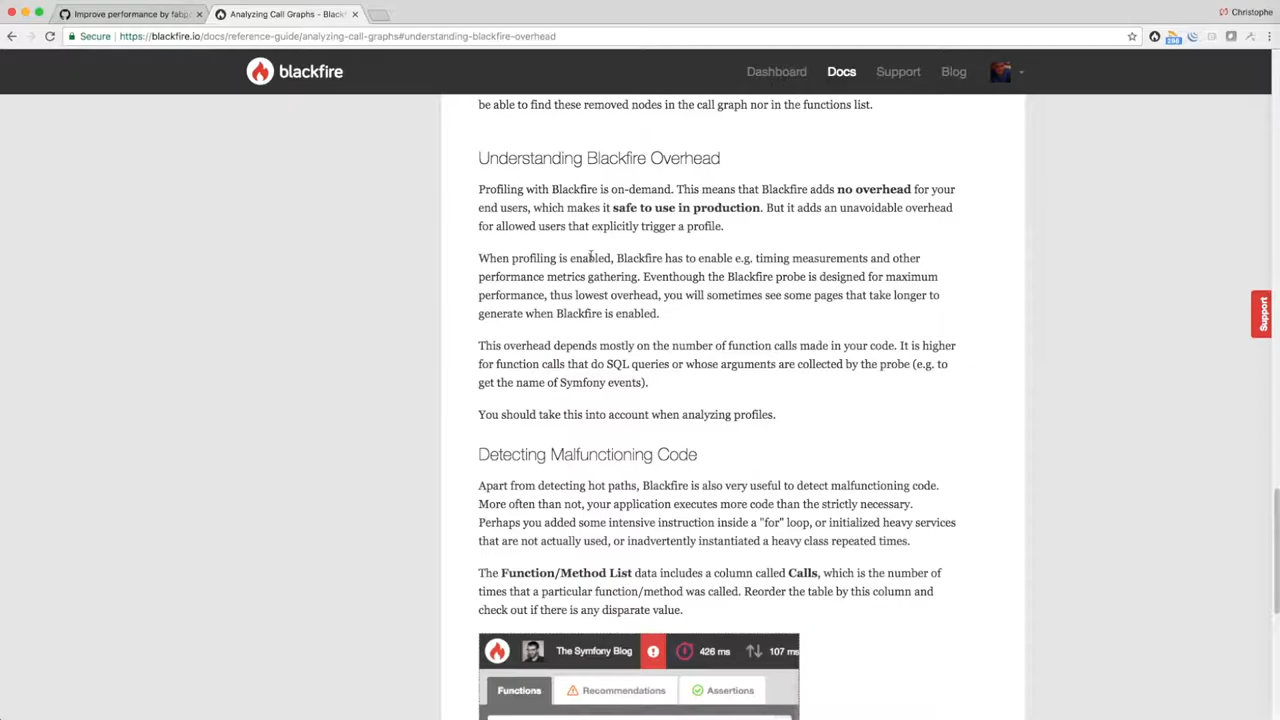 Improve performance by fabp
Analyzing Call Graphs - Black
Christophe
Secure
https://blackfire.io/docs/reference-guide/analyzing-call-graphs#understanding-blackfire-overhead
blackfire
Dashboard
Docs
Support
Blog
be able to find these removed nodes in the call graph nor in the functions list.
Understanding Blackfire Overhead
Profiling with Blackfire is on-demand. This means that Blackfire adds no overhead for your
end users, which makes it safe to use in production. But it adds an unavoidable overhead
for allowed users that explicitly trigger a profile.
When profiling is enabled, Blackfire has to enable e.g. timing measurements and other
performance metrics gathering. Eventhough the Blackfire probe is designed for maximum
performance, thus lowest overhead, you will sometimes see some pages that take longer to
generate when Blackfire is enabled.
This overhead depends mostly on the number of function calls made in your code. It is higher
for function calls that do SQL queries or whose arguments are collected by the probe (e.g. to
get the name of Symfony events).
You should take this into account when analyzing profiles.
Detecting Malfunctioning Code
Apart from detecting hot paths, Blackfire is also very useful to detect malfunctioning code.
More often than not, your application executes more code than the strictly necessary.
Perhaps you added some intensive instruction inside a "for" loop, or initialized heavy services
that are not actually used, or inadvertently instantiated a heavy class repeated times.
The Function/Method List data includes a column called Calls, which is the number of
times that a particular function/method was called. Reorder the table by this column and
check out if there is any disparate value.
The Symfony Blog
426 ms
107 ms
Functions
Recommendations
Assertions
Support